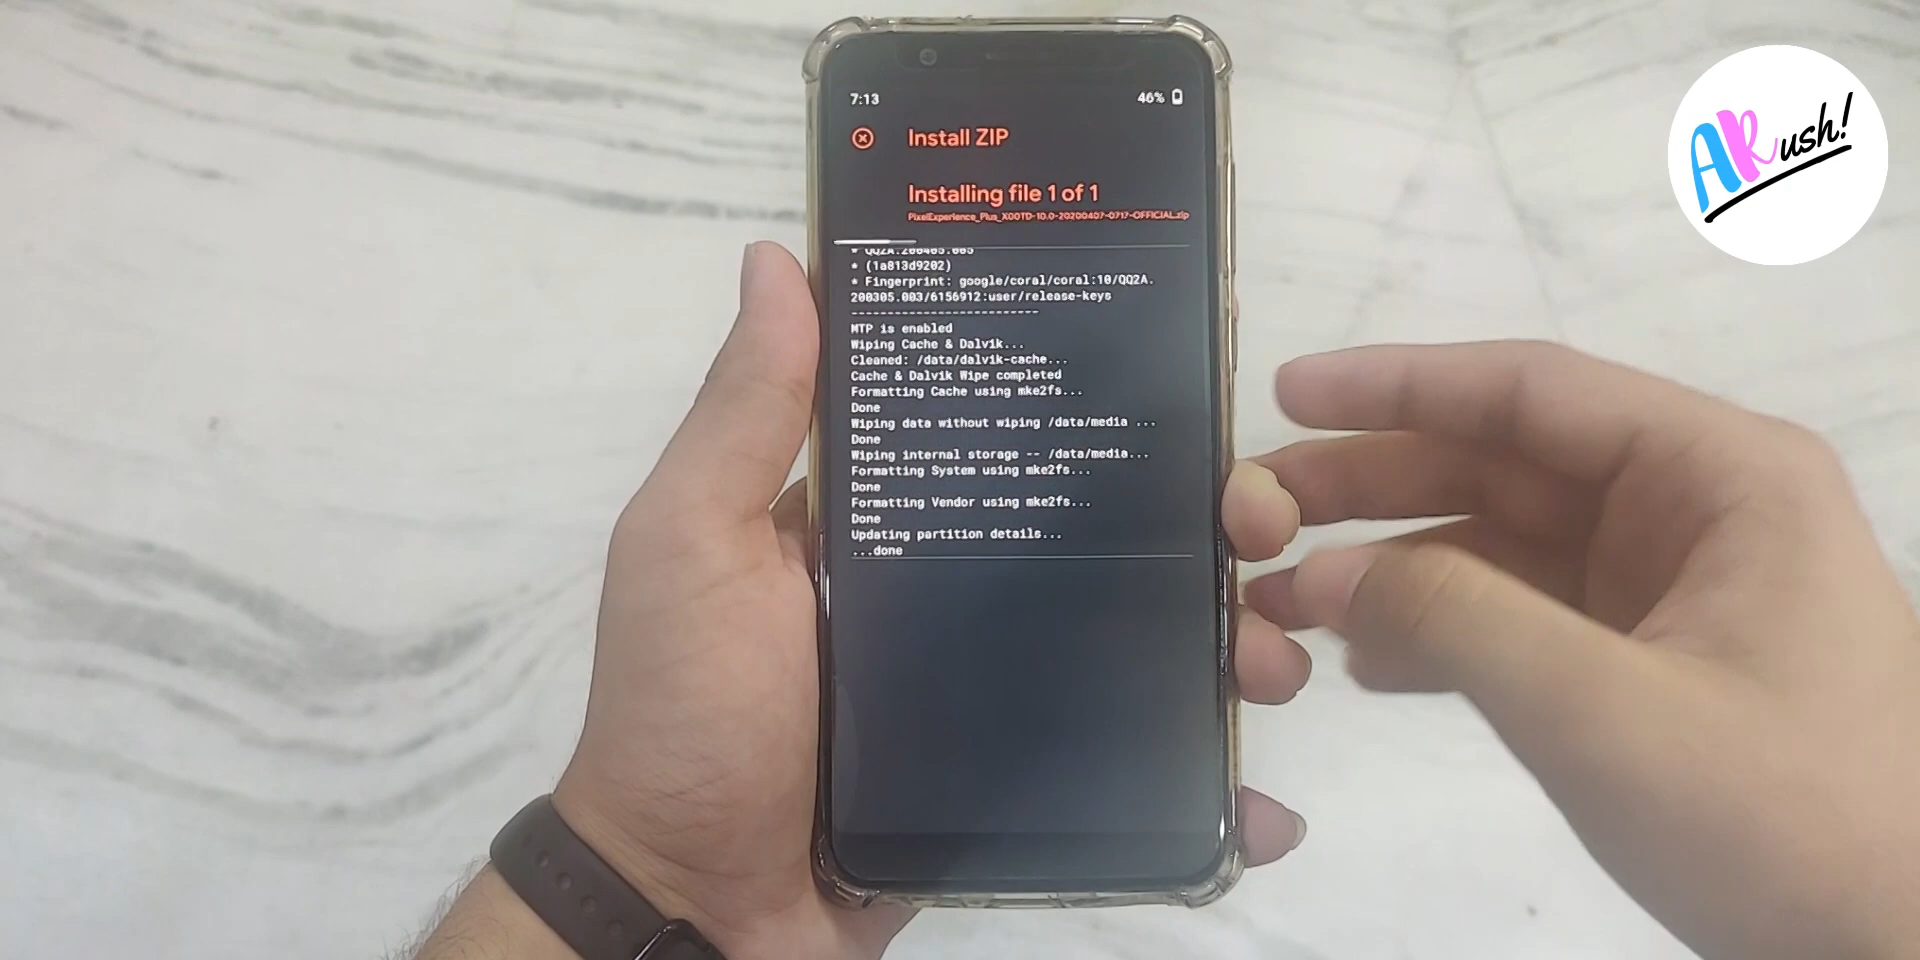 ARush!
7:13
46%
Install ZIP
Installing file 1 of 1
PixelExperience_Plus_X00TD-10.0-20200407-0717-OFFICIAL.zip
* QQ2A.200405.005
* (1a813d9202)
* Fingerprint: google/coral/coral:10/QQ2A.
200305.003/6156912:user/release-keys
--------------------------
MTP is enabled
Wiping Cache & Dalvik...
Cleaned: /data/dalvik-cache...
Cache & Dalvik Wipe completed
Formatting Cache using mke2fs...
Done
Wiping data without wiping /data/media ...
Done
Wiping internal storage -- /data/media...
Formatting System using mke2fs...
Done
Formatting Vendor using mke2fs...
Done
Updating partition details...
...done